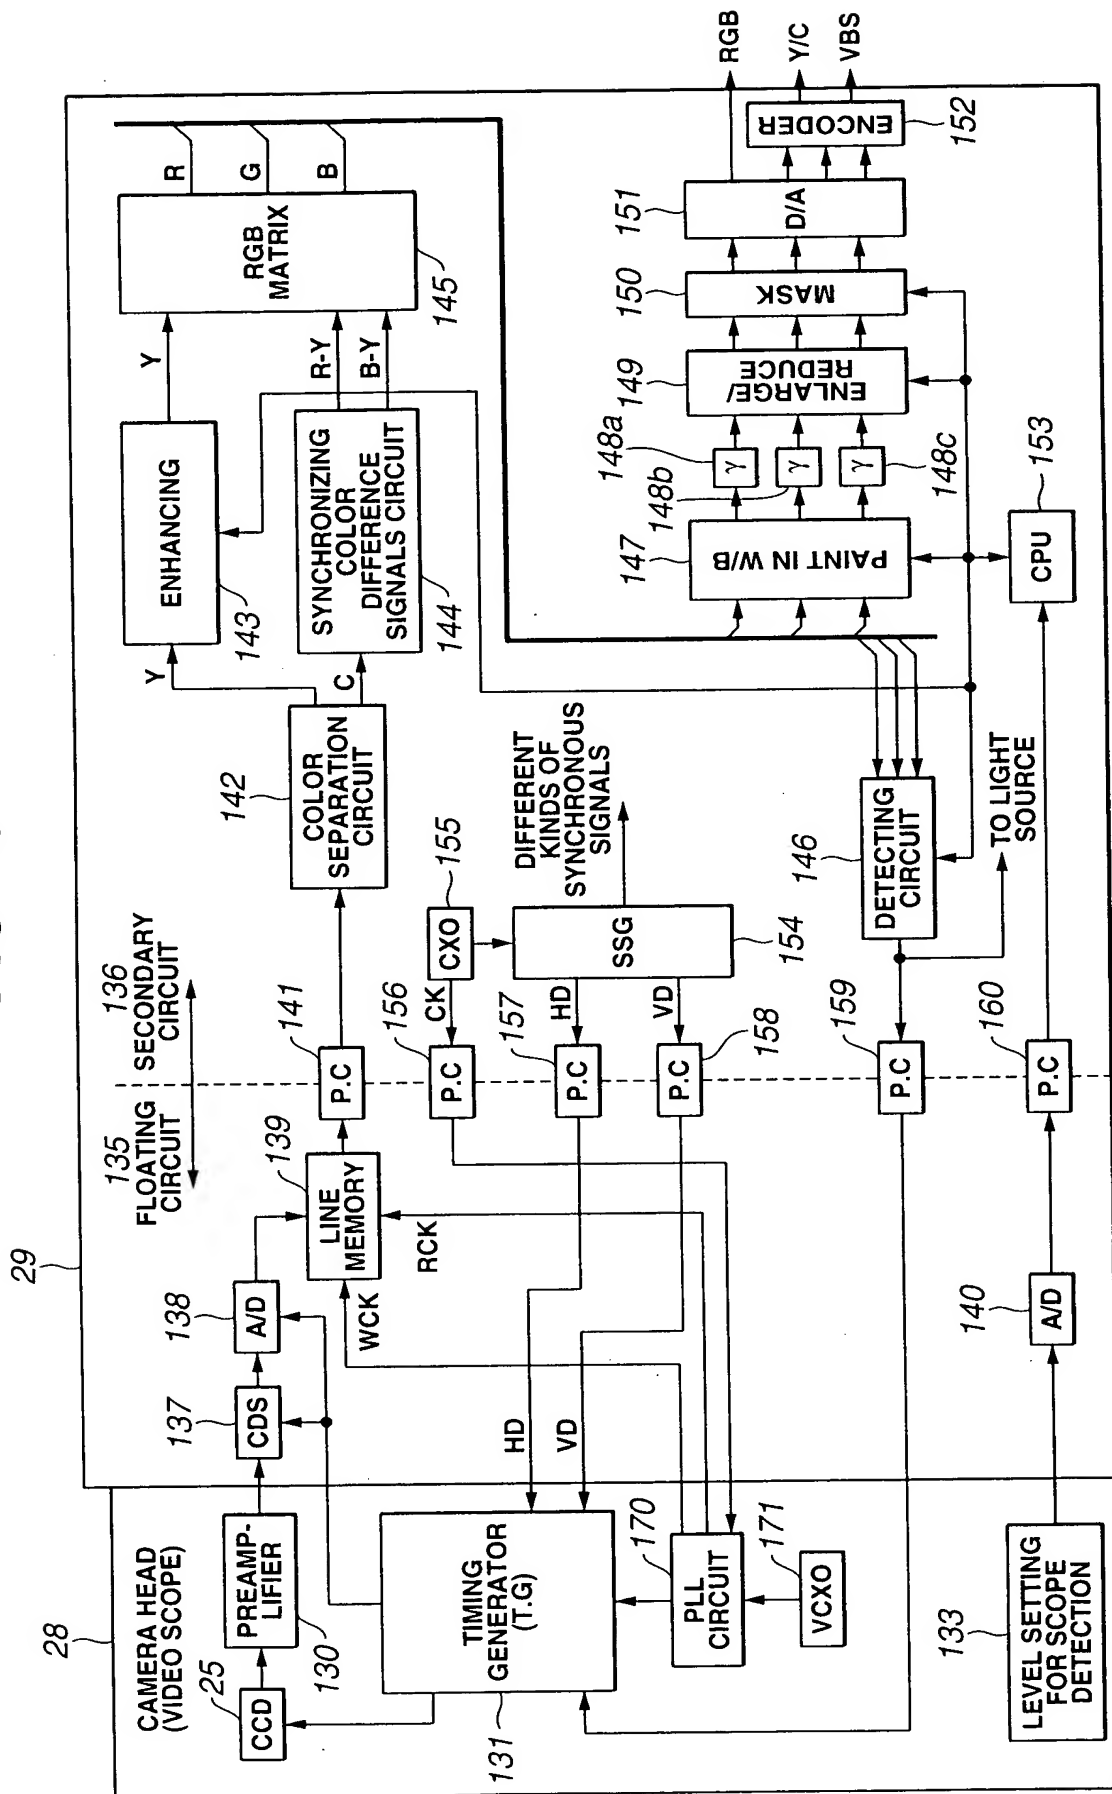 29
28
CAMERA HEAD
(VIDEO SCOPE)
25
CCD
PREAMP-
LIFIER
130
137
CDS
138
A/D
135
FLOATING
CIRCUIT
136
SECONDARY
CIRCUIT
139
LINE
MEMORY
WCK
RCK
141
P.C
142
COLOR
SEPARATION
CIRCUIT
Y
C
ENHANCING
143
SYNCHRONIZING
COLOR
DIFFERENCE
SIGNALS CIRCUIT
144
Y
R-Y
B-Y
RGB
MATRIX
145
R
G
B
TIMING
GENERATOR
(T.G)
131
HD
VD
170
PLL
CIRCUIT
171
VCXO
156
P.C
CK
155
CXO
157
P.C
HD
158
P.C
VD
SSG
154
DIFFERENT
KINDS OF
SYNCHRONOUS
SIGNALS
159
P.C
146
DETECTING
CIRCUIT
TO LIGHT
SOURCE
147
PAINT IN W/B
148a
γ
148b
γ
148c
γ
149
ENLARGE/
REDUCE
150
MASK
151
D/A
ENCODER
152
RGB
Y/C
VBS
133
LEVEL SETTING
FOR SCOPE
DETECTION
140
A/D
160
P.C
153
CPU